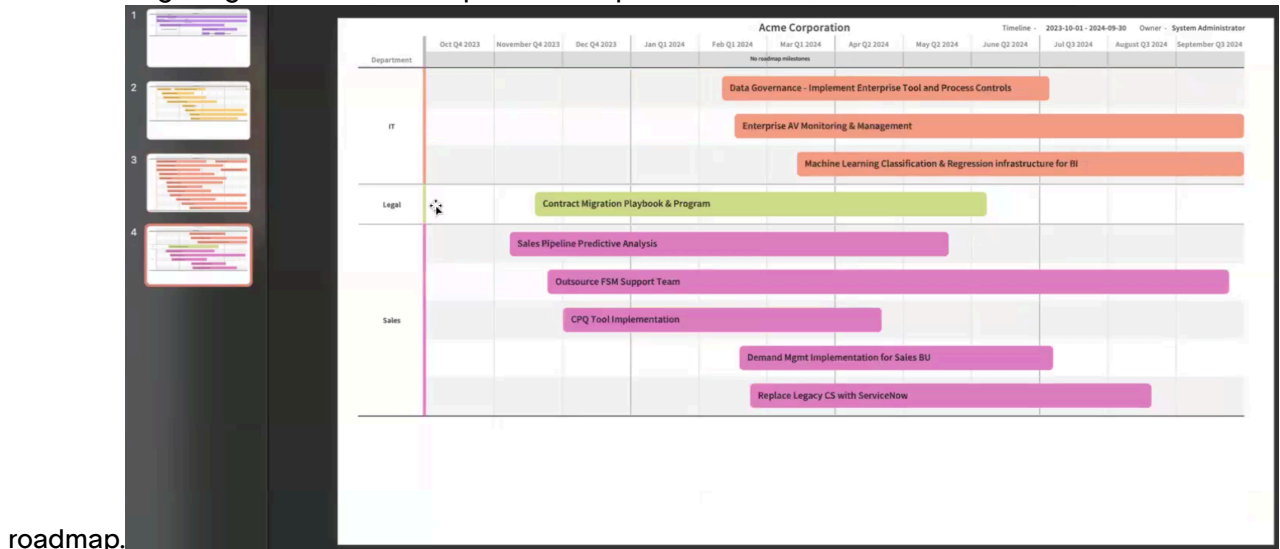 roadmap.
1
2
3
4
Acme Corporation
Timeline - 2023-10-01 - 2024-09-30 Owner - System Administrator
Department
Oct Q4 2023 November Q4 2023 Dec Q4 2023 Jan Q1 2024 Feb Q1 2024 Mar Q1 2024 Apr Q2 2024 May Q2 2024 June Q2 2024 Jul Q3 2024 August Q3 2024 September Q3 2024
No roadmap milestones
IT
Data Governance - Implement Enterprise Tool and Process Controls
Enterprise AV Monitoring & Management
Machine Learning Classification & Regression infrastructure for BI
Legal
Contract Migration Playbook & Program
Sales
Sales Pipeline Predictive Analysis
Outsource FSM Support Team
CPQ Tool Implementation
Demand Mgmt Implementation for Sales BU
Replace Legacy CS with ServiceNow